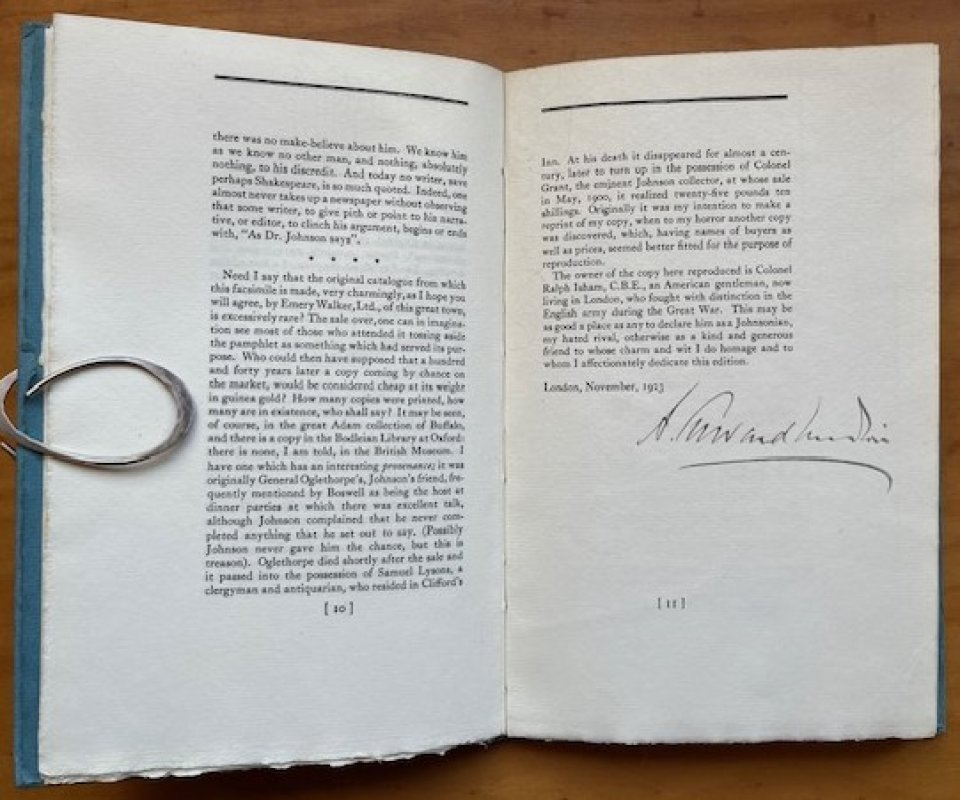 there was no make-believe about him. We know him
as we know no other man, and nothing, absolutely
nothing, to his discredit. And today no writer, save
perhaps Shakespeare, is so much quoted. Indeed, one
almost never takes up a newspaper without observing
that some writer, to give pith or point to his narra-
tive, or editor, to clinch his argument, begins or ends
with, "As Dr. Johnson says".
Need I say that the original catalogue from which
this facsimile is made, very charmingly, as I hope you
will agree, by Emery Walker, Ltd., of this great town,
is excessively rare? The sale over, one can in imagina-
tion see most of those who attended it tossing aside
the pamphlet as something which had served its pur-
pose. Who could then have supposed that a hundred
and forty years later a copy coming by chance on
the market, would be considered cheap at its weight
in guinea gold? How many copies were printed, how
many are in existence, who shall say? It may be seen,
of course, in the great Adam collection of Buffalo,
and there is a copy in the Bodleian Library at Oxford:
there is none, I am told, in the British Museum. I
have one which has an interesting provenance; it was
originally General Oglethorpe's, Johnson's friend, fre-
quently mentioned by Boswell as being the host at
dinner parties at which there was excellent talk,
although Johnson complained that he never com-
pleted anything that he set out to say. (Possibly
Johnson never gave him the chance, but this is
treason). Oglethorpe died shortly after the sale and
it passed into the possession of Samuel Lysons, a
clergyman and antiquarian, who resided in Clifford's
[ 10 ]
Inn. At his death it disappeared for almost a cen-
tury, later to turn up in the possession of Colonel
Grant, the eminent Johnson collector, at whose sale
in May, 1900, it realized twenty-five pounds ten
shillings. Originally it was my intention to make a
reprint of my copy, when to my horror another copy
was discovered, which, having names of buyers as
well as prices, seemed better fitted for the purpose of
reproduction.
The owner of the copy here reproduced is Colonel
Ralph Isham, C.B.E., an American gentleman, now
living in London, who fought with distinction in the
English army during the Great War. This may be
as good a place as any to declare him as a Johnsonian,
my hated rival, otherwise as a kind and generous
friend to whose charm and wit I do homage and to
whom I affectionately dedicate this edition.
London, November, 1923
A. Edward Newton
[ 11 ]